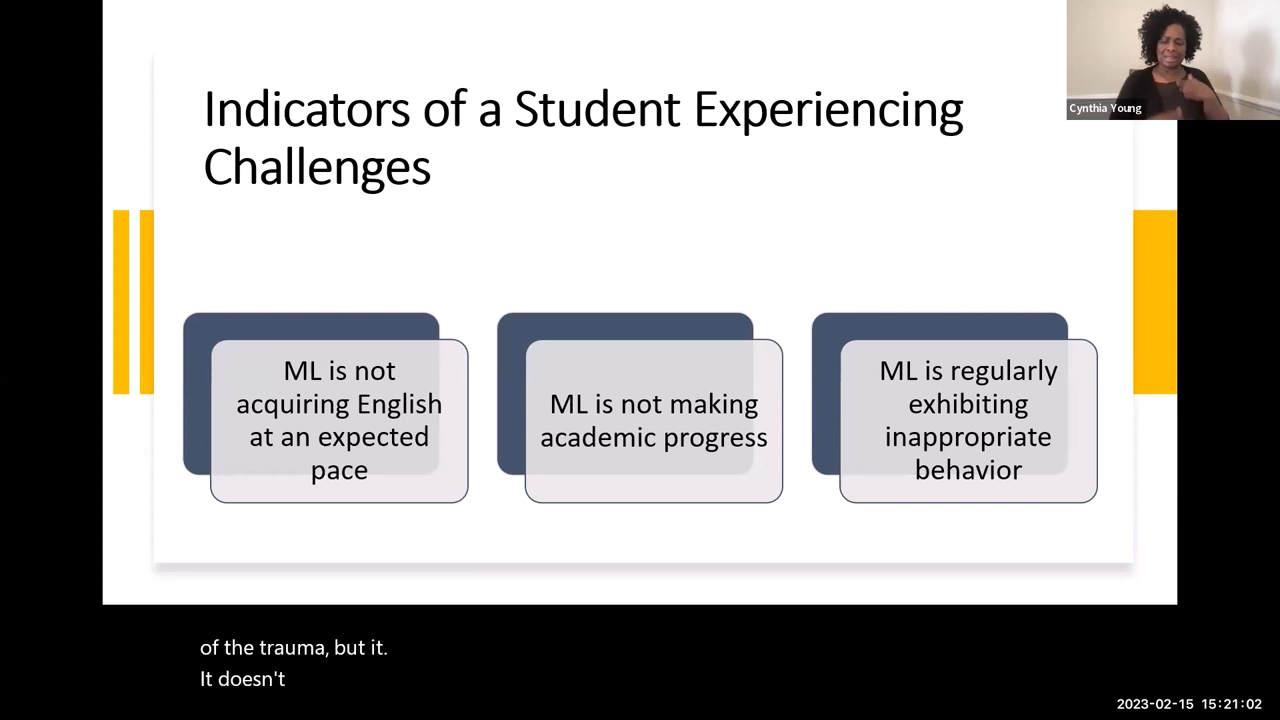 Cynthia Young
Indicators of a Student Experiencing
Challenges
ML is not
acquiring English
at an expected
pace
ML is not making
academic progress
ML is regularly
exhibiting
inappropriate
behavior
of the trauma, but it.
It doesn't
2023-02-15 15:21:02